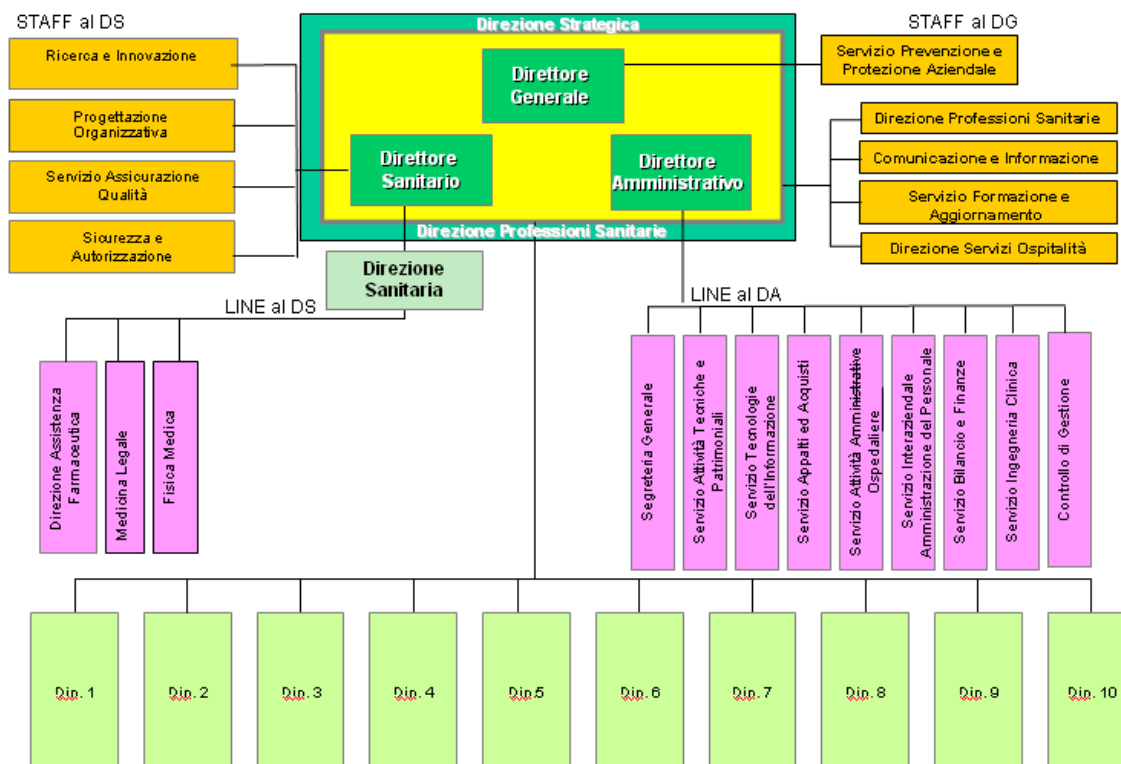 STAFF al DS
Direzione Strategica
STAFF al DG
Ricerca e Innovazione
Progettazione
Organizzativa
Servizio Assicurazione
Qualità
Sicurezza e
Autorizzazione
Direttore
Generale
Direttore
Sanitario
Direttore
Amministrativo
Direzione Professioni Sanitarie
Servizio Prevenzione e
Protezione Aziendale
Direzione Professioni Sanitarie
Comunicazione e Informazione
Servizio Formazione e
Aggiornamento
Direzione Servizi Ospitalità
Direzione
Sanitaria
LINE al DS
LINE al DA
Direzione Assistenza
Farmaceutica
Medicina Legale
Fisica Medica
Segreteria Generale
Servizio Attività Tecniche e
Patrimoniali
Servizio Tecnologie
dell'Informazione
Servizio Appalti ed Acquisti
Servizio Attività Amministrative
Ospedaliere
Servizio Interaziendale
Amministrazione del Personale
Servizio Bilancio e Finanze
Servizio Ingegneria Clinica
Controllo di Gestione
Dip. 1
Dip. 2
Dip. 3
Dip. 4
Dip.5
Dip. 6
Dip. 7
Dip. 8
Dip. 9
Dip. 10